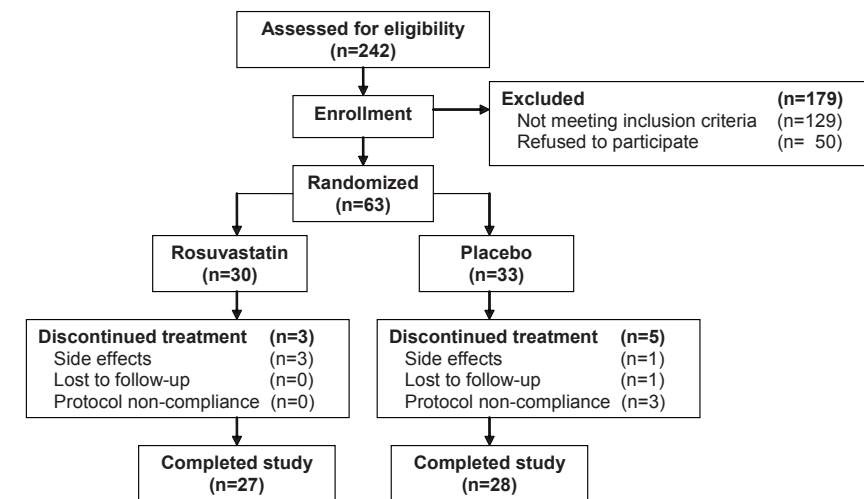 Assessed for eligibility
(n=242)
Enrollment
Excluded (n=179)
Not meeting inclusion criteria (n=129)
Refused to participate (n= 50)
Randomized
(n=63)
Rosuvastatin
(n=30)
Placebo
(n=33)
Discontinued treatment (n=3)
Side effects (n=3)
Lost to follow-up (n=0)
Protocol non-compliance (n=0)
Discontinued treatment (n=5)
Side effects (n=1)
Lost to follow-up (n=1)
Protocol non-compliance (n=3)
Completed study
(n=27)
Completed study
(n=28)